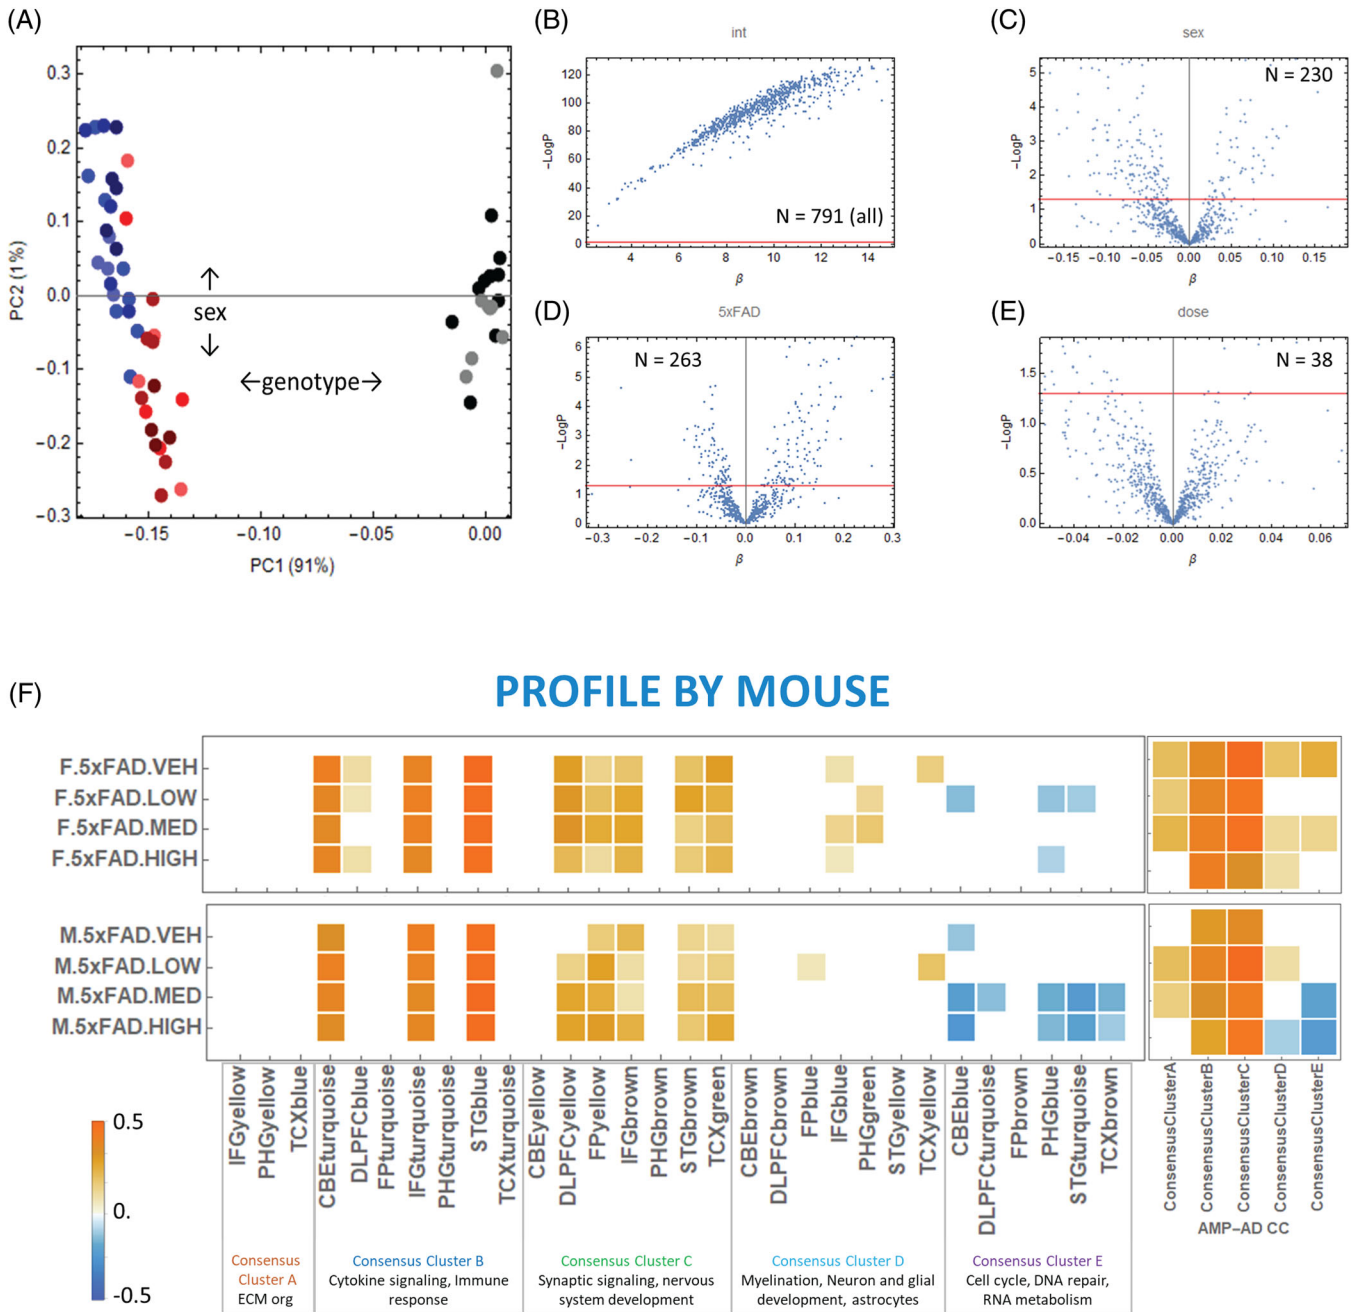 (A)
0.3
0.2
0.1
0.0
−0.1
−0.2
−0.3
PC2 (1%)
sex
←genotype→
−0.15
−0.10
−0.05
0.00
PC1 (91%)
(B)
int
120
100
80
60
40
20
0
−LogP
N = 791 (all)
4
6
8
10
12
14
β
(C)
sex
5
4
3
2
1
0
−LogP
N = 230
−0.15
−0.10
−0.05
0.00
0.05
0.10
0.15
β
(D)
5xFAD
6
5
4
3
2
1
0
−LogP
N = 263
−0.3
−0.2
−0.1
0.0
0.1
0.2
0.3
β
(E)
dose
1.5
1.0
0.5
0.0
−LogP
N = 38
−0.04
−0.02
0.00
0.02
0.04
0.06
β
(F)
PROFILE BY MOUSE
F.5xFAD.VEH
F.5xFAD.LOW
F.5xFAD.MED
F.5xFAD.HIGH
M.5xFAD.VEH
M.5xFAD.LOW
M.5xFAD.MED
M.5xFAD.HIGH
IFGyellow
PHGyellow
TCXblue
CBEturquoise
DLPFCblue
FPturquoise
IFGturquoise
PHGturquoise
STGblue
TCXturquoise
CBEyellow
DLPFCyellow
FPyellow
IFGbrown
PHGbrown
STGbrown
TCXgreen
CBEbrown
DLPFCbrown
FPblue
IFGblue
PHGgreen
STGyellow
TCXyellow
CBEblue
DLPFCturquoise
FPbrown
PHGblue
STGturquoise
TCXbrown
ConsensusClusterA
ConsensusClusterB
ConsensusClusterC
ConsensusClusterD
ConsensusClusterE
AMP−AD CC
0.5
0.
-0.5
Consensus
Cluster A
ECM org
Consensus Cluster B
Cytokine signaling, Immune
response
Consensus Cluster C
Synaptic signaling, nervous
system development
Consensus Cluster D
Myelination, Neuron and glial
development, astrocytes
Consensus Cluster E
Cell cycle, DNA repair,
RNA metabolism